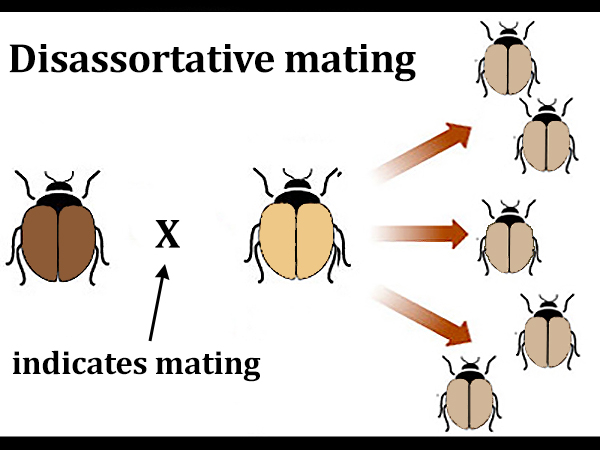 Disassortative mating
X
indicates mating